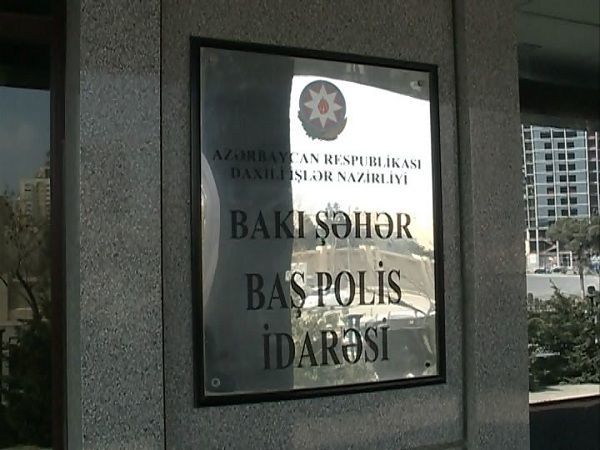 AZƏRBAYCAN RESPUBLİKASI
DAXİLİ İŞLƏR NAZİRLİYİ
BAKI ŞƏHƏR
BAŞ POLİS
İDARƏSİ